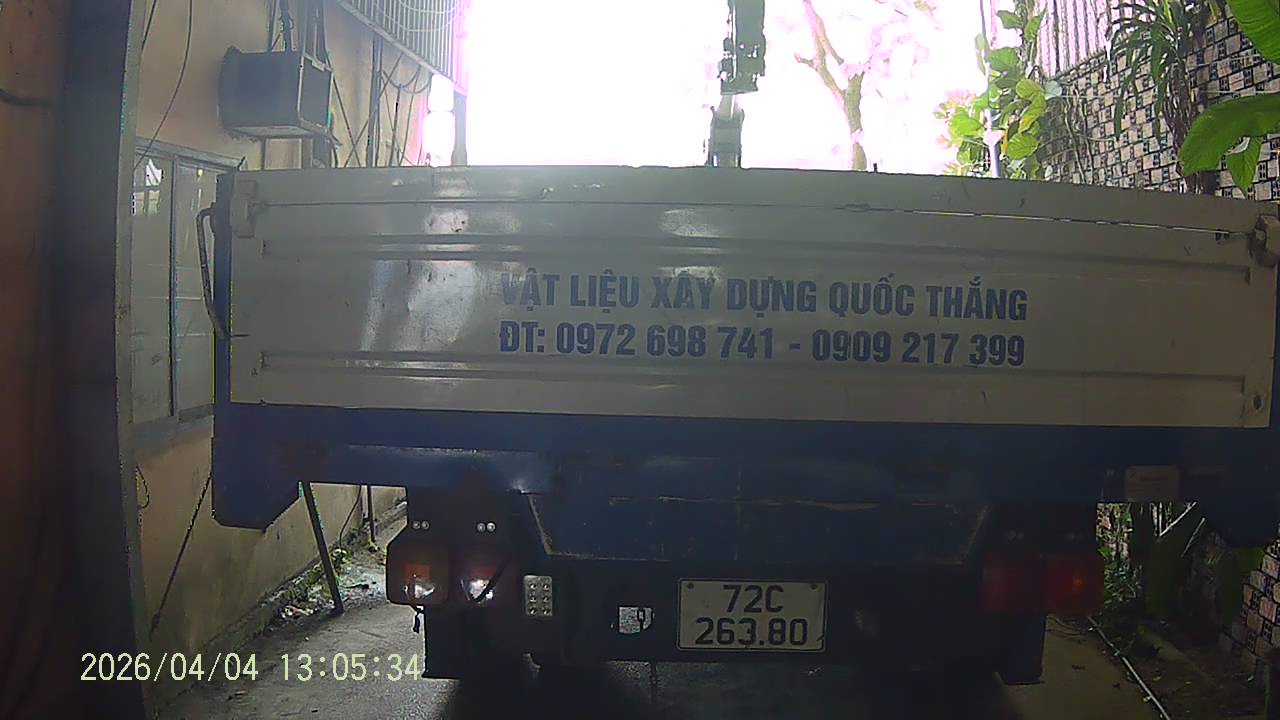 VẬT LIỆU XÂY DỰNG QUỐC THẮNG
ĐT: 0972 698 741 - 0909 217 399
72C
263.80
2026/04/04 13:05:34